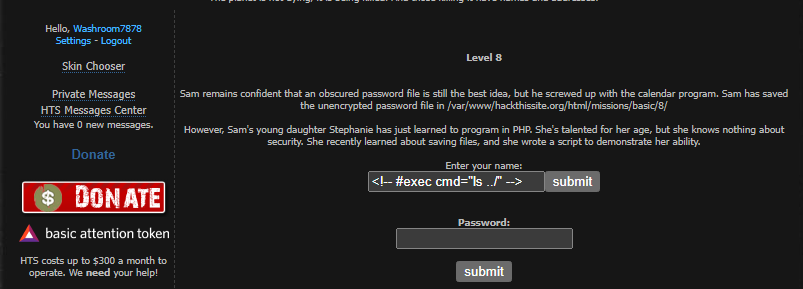 The planet is not dying, it is being killed. And those killing it have names and addresses.
Hello, Washroom7878
Settings - Logout
Skin Chooser
Private Messages
HTS Messages Center
You have 0 new messages.
Donate
$ DONATE
basic attention token
HTS costs up to $300 a month to
operate. We need your help!
Level 8
Sam remains confident that an obscured password file is still the best idea, but he screwed up with the calendar program. Sam has saved
the unencrypted password file in /var/www/hackthissite.org/html/missions/basic/8/
However, Sam's young daughter Stephanie has just learned to program in PHP. She's talented for her age, but she knows nothing about
security. She recently learned about saving files, and she wrote a script to demonstrate her ability.
Enter your name:
<!-- #exec cmd="ls ../" --> submit
Password:
submit